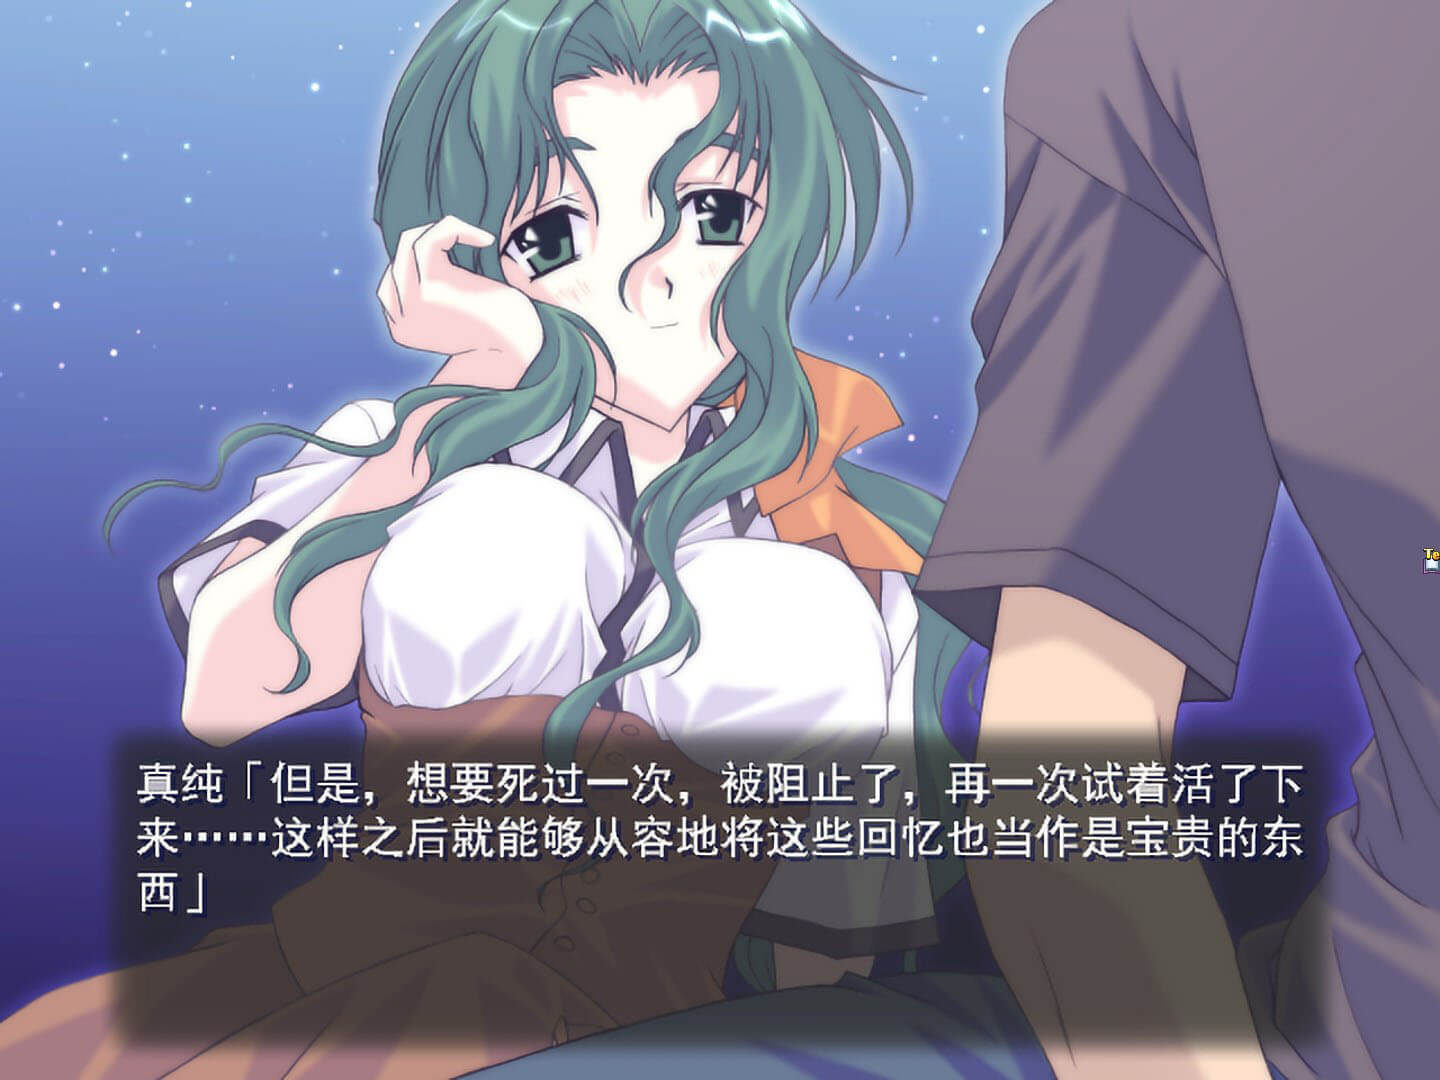 真纯「但是，想要死过一次，被阻止了，再一次试着活了下
来……这样之后就能够从容地将这些回忆也当作是宝贵的东
西」
Te